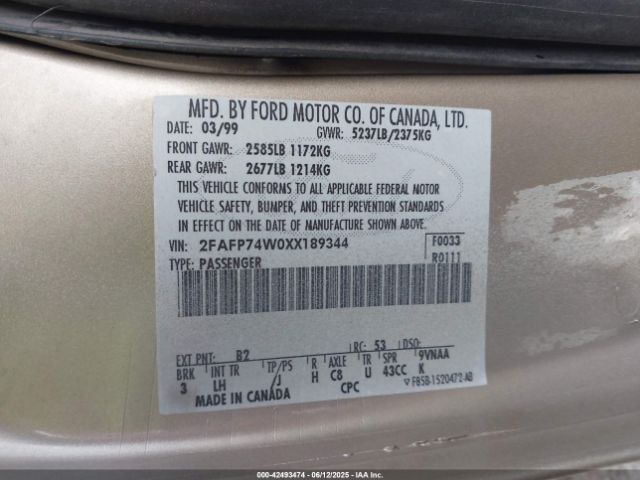 MFD. BY FORD MOTOR CO. OF CANADA, LTD.
DATE: 03/99 GVWR: 5237LB/2375KG
FRONT GAWR: 2585LB 1172KG
REAR GAWR: 2677LB 1214KG
THIS VEHICLE CONFORMS TO ALL APPLICABLE FEDERAL MOTOR
VEHICLE SAFETY, BUMPER, AND THEFT PREVENTION STANDARDS
IN EFFECT ON THE DATE OF MANUFACTURE SHOWN ABOVE.
VIN: 2FAFP74W0XX189344 F0033
TYPE: PASSENGER R0111
EXT PNT: B2 RC: 53 DSO:
BRK INT TR TP/PS R AXLE TR SPR 9VNAA
3 LH /J H C8 U 43CC K
MADE IN CANADA CPC F85B-1520472-AB
000-42493474 - 06/12/2025 - IAAI.COM